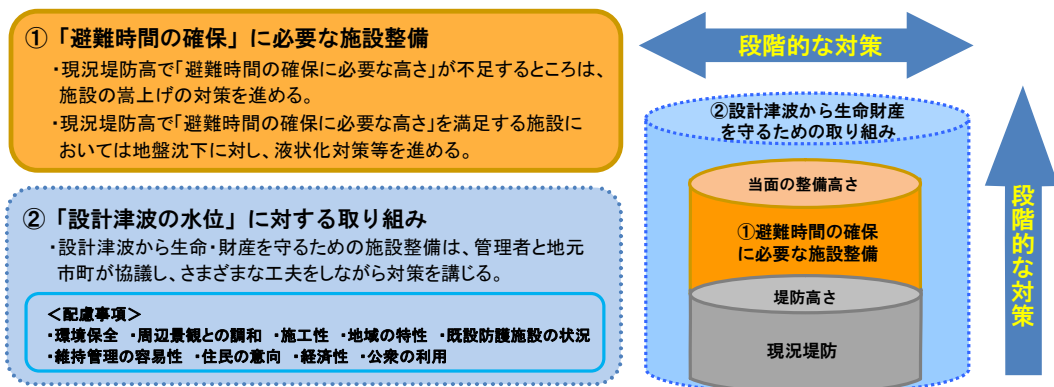 ①「避難時間の確保」に必要な施設整備
・現況堤防高で「避難時間の確保に必要な高さ」が不足するところは、
施設の嵩上げの対策を進める。
・現況堤防高で「避難時間の確保に必要な高さ」を満足する施設に
おいては地盤沈下に対し、液状化対策等を進める。
②「設計津波の水位」に対する取り組み
・設計津波から生命・財産を守るための施設整備は、管理者と地元
市町が協議し、さまざまな工夫をしながら対策を講じる。
＜配慮事項＞
・環境保全 ・周辺景観との調和 ・施工性 ・地域の特性 ・既設防護施設の状況
・維持管理の容易性 ・住民の意向 ・経済性 ・公衆の利用
段階的な対策
②設計津波から生命財産
を守るための取り組み
当面の整備高さ
①避難時間の確保
に必要な施設整備
堤防高さ
現況堤防
段階的な対策